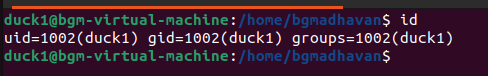 duck1@bgm-virtual-machine:/home/bgmadhavan$ id
uid=1002(duck1) gid=1002(duck1) groups=1002(duck1)
duck1@bgm-virtual-machine:/home/bgmadhavan$